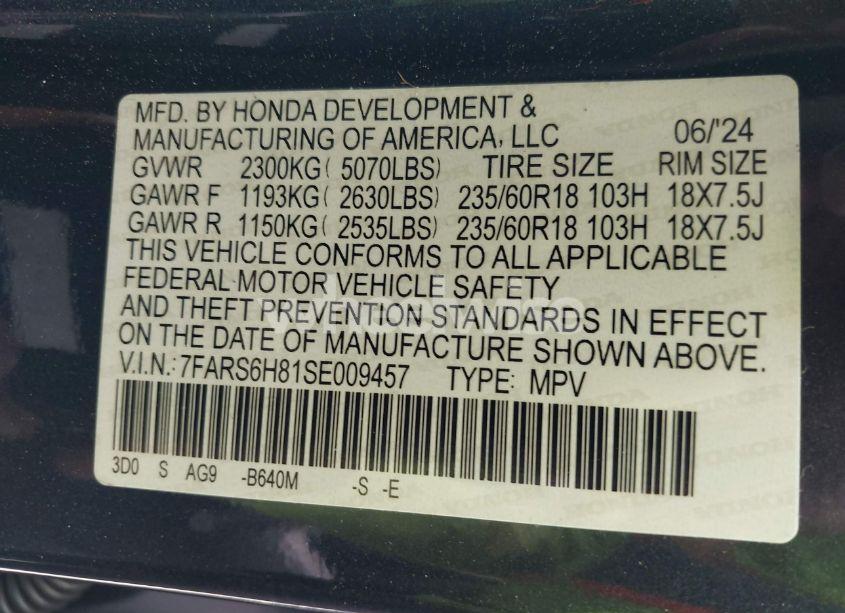 MFD. BY HONDA DEVELOPMENT &
MANUFACTURING OF AMERICA, LLC 06/'24
GVWR 2300KG( 5070LBS) TIRE SIZE RIM SIZE
GAWR F 1193KG( 2630LBS) 235/60R18 103H 18X7.5J
GAWR R 1150KG( 2535LBS) 235/60R18 103H 18X7.5J
THIS VEHICLE CONFORMS TO ALL APPLICABLE
FEDERAL MOTOR VEHICLE SAFETY
AND THEFT PREVENTION STANDARDS IN EFFECT
ON THE DATE OF MANUFACTURE SHOWN ABOVE.
V.I.N.: 7FARS6H81SE009457 TYPE: MPV
3D0 S AG9 -B640M -S -E